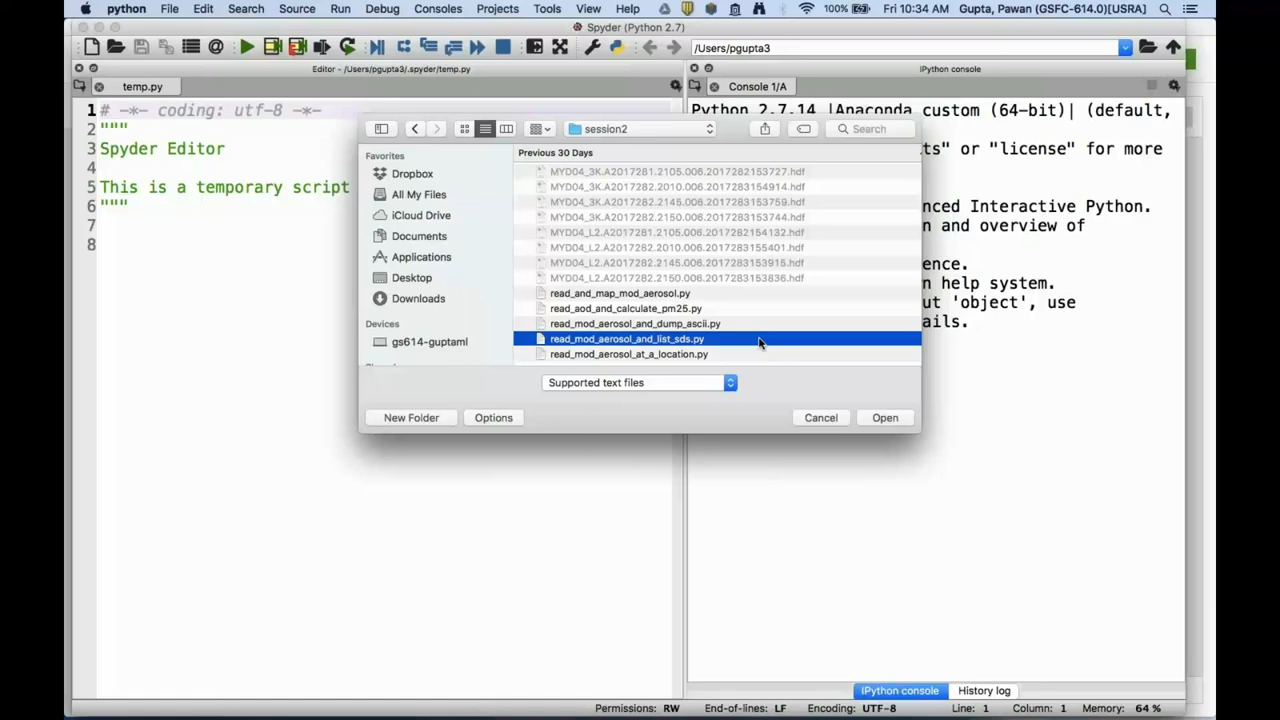 python File Edit Search Source Run Debug Consoles Projects Tools View Help 100% Fri 10:34 AM Gupta, Pawan (GSFC-614.0)[USRA]
Spyder (Python 2.7)
/Users/pgupta3
Editor - /Users/pgupta3/.spyder/temp.py
IPython console
temp.py
Console 1/A
1 # -*- coding: utf-8 -*-
2 """
3 Spyder Editor
4
5 This is a temporary script
6 """
7
8
Python 2.7.14 |Anaconda custom (64-bit)| (default,
ts" or "license" for more
nced Interactive Python.
n and overview of
ence.
n help system.
ut 'object', use
ails.
session2
Search
Favorites
Dropbox
All My Files
iCloud Drive
Documents
Applications
Desktop
Downloads
Devices
gs614-guptaml
Previous 30 Days
MYD04_3K.A2017281.2105.006.2017282153727.hdf
MYD04_3K.A2017282.2010.006.2017283154914.hdf
MYD04_3K.A2017282.2145.006.2017283153759.hdf
MYD04_3K.A2017282.2150.006.2017283153744.hdf
MYD04_L2.A2017281.2105.006.2017282154132.hdf
MYD04_L2.A2017282.2010.006.2017283155401.hdf
MYD04_L2.A2017282.2145.006.2017283153915.hdf
MYD04_L2.A2017282.2150.006.2017283153836.hdf
read_and_map_mod_aerosol.py
read_aod_and_calculate_pm25.py
read_mod_aerosol_and_dump_ascii.py
read_mod_aerosol_and_list_sds.py
read_mod_aerosol_at_a_location.py
Supported text files
New Folder
Options
Cancel
Open
IPython console
History log
Permissions: RW End-of-lines: LF Encoding: UTF-8 Line: 1 Column: 1 Memory: 64 %